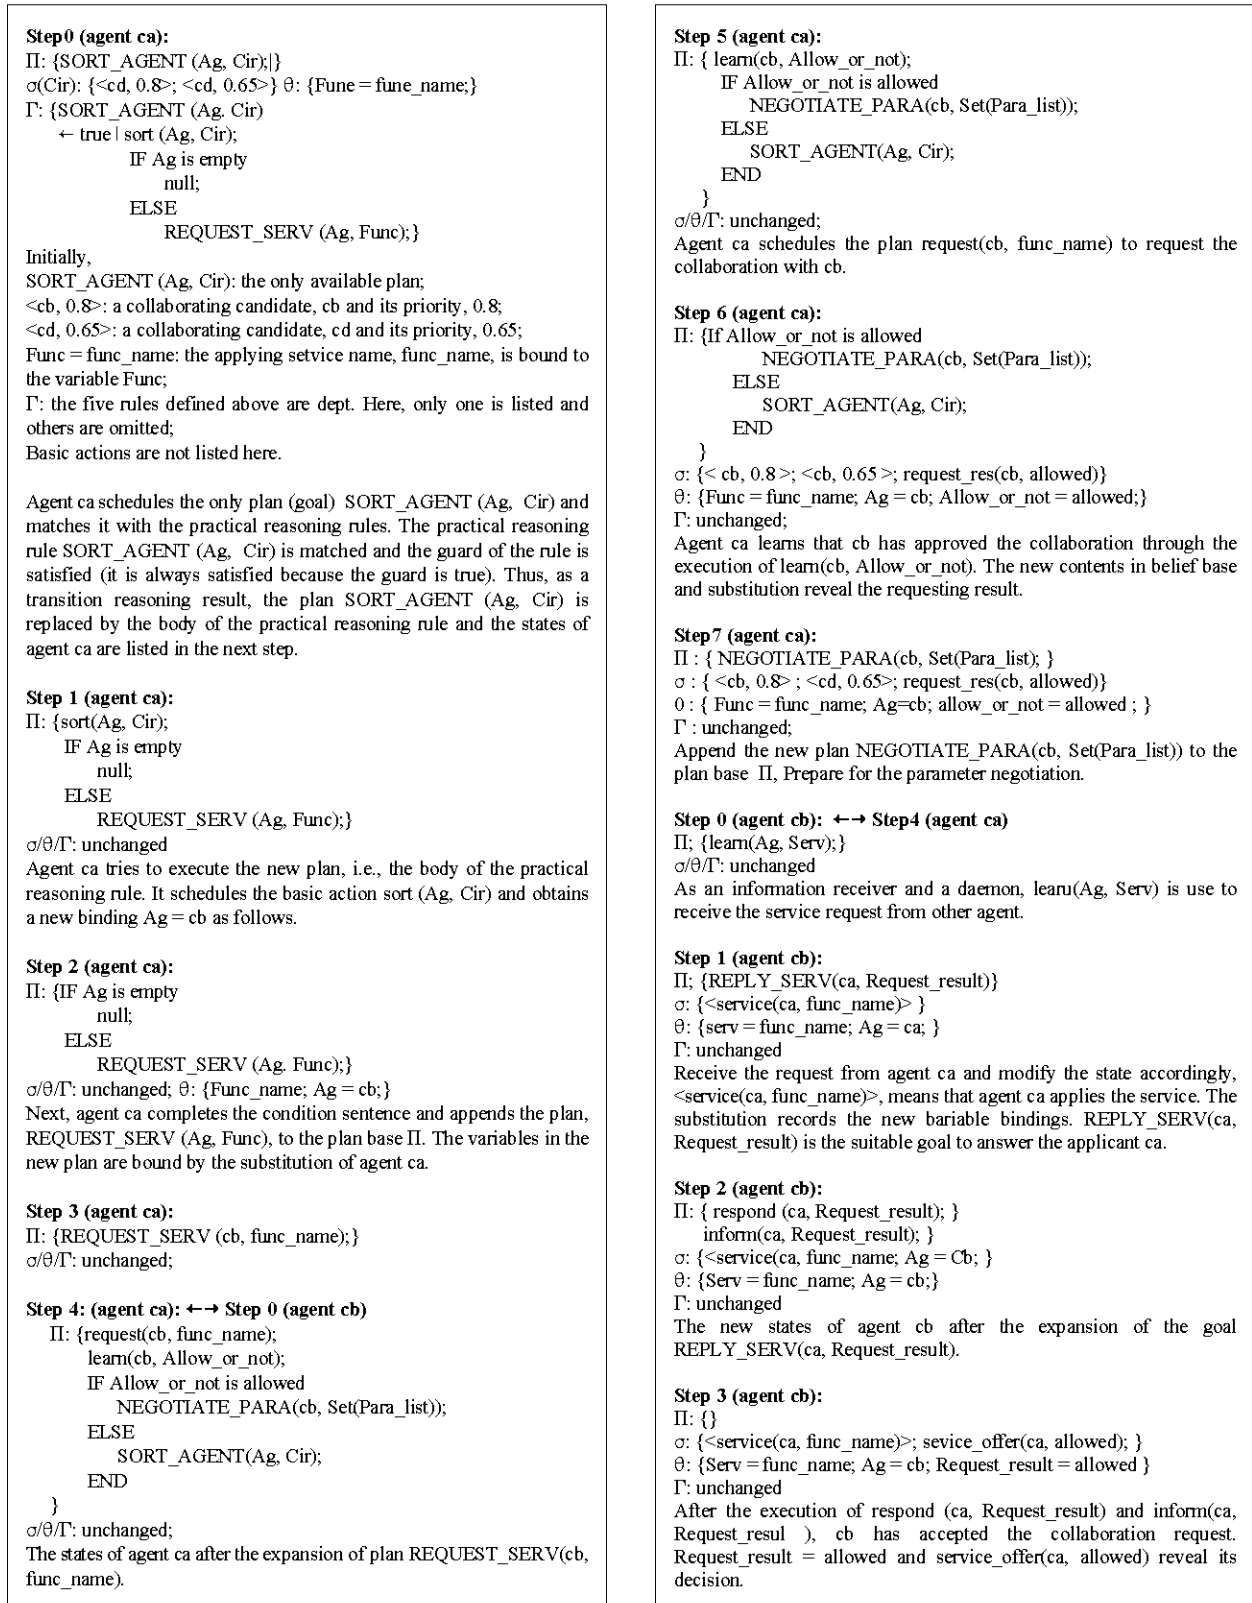 Step0 (agent ca):
Π: {SORT_AGENT (Ag, Cir);|}
σ(Cir): {<cd, 0.8>; <cd, 0.65>} θ: {Fune = fune_name;}
Γ: {SORT_AGENT (Ag. Cir)
← true | sort (Ag, Cir);
IF Ag is empty
null;
ELSE
REQUEST_SERV (Ag, Func);}
Initially,
SORT_AGENT (Ag, Cir): the only available plan;
<cb, 0.8>: a collaborating candidate, cb and its priority, 0.8;
<cd, 0.65>: a collaborating candidate, cd and its priority, 0.65;
Func = func_name: the applying setvice name, func_name, is bound to
the variable Func;
Γ: the five rules defined above are dept. Here, only one is listed and
others are omitted;
Basic actions are not listed here.
Agent ca schedules the only plan (goal) SORT_AGENT (Ag, Cir) and
matches it with the practical reasoning rules. The practical reasoning
rule SORT_AGENT (Ag, Cir) is matched and the guard of the rule is
satisfied (it is always satisfied because the guard is true). Thus, as a
transition reasoning result, the plan SORT_AGENT (Ag, Cir) is
replaced by the body of the practical reasoning rule and the states of
agent ca are listed in the next step.
Step 1 (agent ca):
Π: {sort(Ag, Cir);
IF Ag is empty
null;
ELSE
REQUEST_SERV (Ag, Func);}
σ/θ/Γ: unchanged
Agent ca tries to execute the new plan, i.e., the body of the practical
reasoning rule. It schedules the basic action sort (Ag, Cir) and obtains
a new binding Ag = cb as follows.
Step 2 (agent ca):
Π: {IF Ag is empty
null;
ELSE
REQUEST_SERV (Ag. Func);}
σ/θ/Γ: unchanged; θ: {Func_name; Ag = cb;}
Next, agent ca completes the condition sentence and appends the plan,
REQUEST_SERV (Ag, Func), to the plan base Π. The variables in the
new plan are bound by the substitution of agent ca.
Step 3 (agent ca):
Π: {REQUEST_SERV (cb, func_name);}
σ/θ/Γ: unchanged;
Step 4: (agent ca): ←→ Step 0 (agent cb)
Π: {request(cb, func_name);
learn(cb, Allow_or_not);
IF Allow_or_not is allowed
NEGOTIATE_PARA(cb, Set(Para_list));
ELSE
SORT_AGENT(Ag, Cir);
END
}
σ/θ/Γ: unchanged;
The states of agent ca after the expansion of plan REQUEST_SERV(cb,
func_name).
Step 5 (agent ca):
Π: { learn(cb, Allow_or_not);
IF Allow_or_not is allowed
NEGOTIATE_PARA(cb, Set(Para_list));
ELSE
SORT_AGENT(Ag, Cir);
END
}
σ/θ/Γ: unchanged;
Agent ca schedules the plan request(cb, func_name) to request the
collaboration with cb.
Step 6 (agent ca):
Π: {If Allow_or_not is allowed
NEGOTIATE_PARA(cb, Set(Para_list));
ELSE
SORT_AGENT(Ag, Cir);
END
}
σ: {< cb, 0.8 >; <cb, 0.65 >; request_res(cb, allowed)}
θ: {Func = func_name; Ag = cb; Allow_or_not = allowed;}
Γ: unchanged;
Agent ca learns that cb has approved the collaboration through the
execution of learn(cb, Allow_or_not). The new contents in belief base
and substitution reveal the requesting result.
Step7 (agent ca):
Π : { NEGOTIATE_PARA(cb, Set(Para_list); }
σ : { <cb, 0.8> ; <cd, 0.65>; request_res(cb, allowed)}
0 : { Func = func_name; Ag=cb; allow_or_not = allowed ; }
Γ : unchanged;
Append the new plan NEGOTIATE_PARA(cb, Set(Para_list)) to the
plan base Π, Prepare for the parameter negotiation.
Step 0 (agent cb): ←→ Step4 (agent ca)
Π; {learn(Ag, Serv);}
σ/θ/Γ: unchanged
As an information receiver and a daemon, learu(Ag, Serv) is use to
receive the service request from other agent.
Step 1 (agent cb):
Π; {REPLY_SERV(ca, Request_result)}
σ: {<service(ca, func_name)> }
θ: {serv = func_name; Ag = ca; }
Γ: unchanged
Receive the request from agent ca and modify the state accordingly,
<service(ca, func_name)>, means that agent ca applies the service. The
substitution records the new bariable bindings. REPLY_SERV(ca,
Request_result) is the suitable goal to answer the applicant ca.
Step 2 (agent cb):
Π: { respond (ca, Request_result); }
inform(ca, Request_result); }
σ: {<service(ca, func_name; Ag = Cb; }
θ: {Serv = func_name; Ag = cb;}
Γ: unchanged
The new states of agent cb after the expansion of the goal
REPLY_SERV(ca, Request_result).
Step 3 (agent cb):
Π: {}
σ: {<service(ca, func_name)>; sevice_offer(ca, allowed); }
θ: {Serv = func_name; Ag = cb; Request_result = allowed }
Γ: unchanged
After the execution of respond (ca, Request_result) and inform(ca,
Request_resul ), cb has accepted the collaboration request.
Request_result = allowed and service_offer(ca, allowed) reveal its
decision.